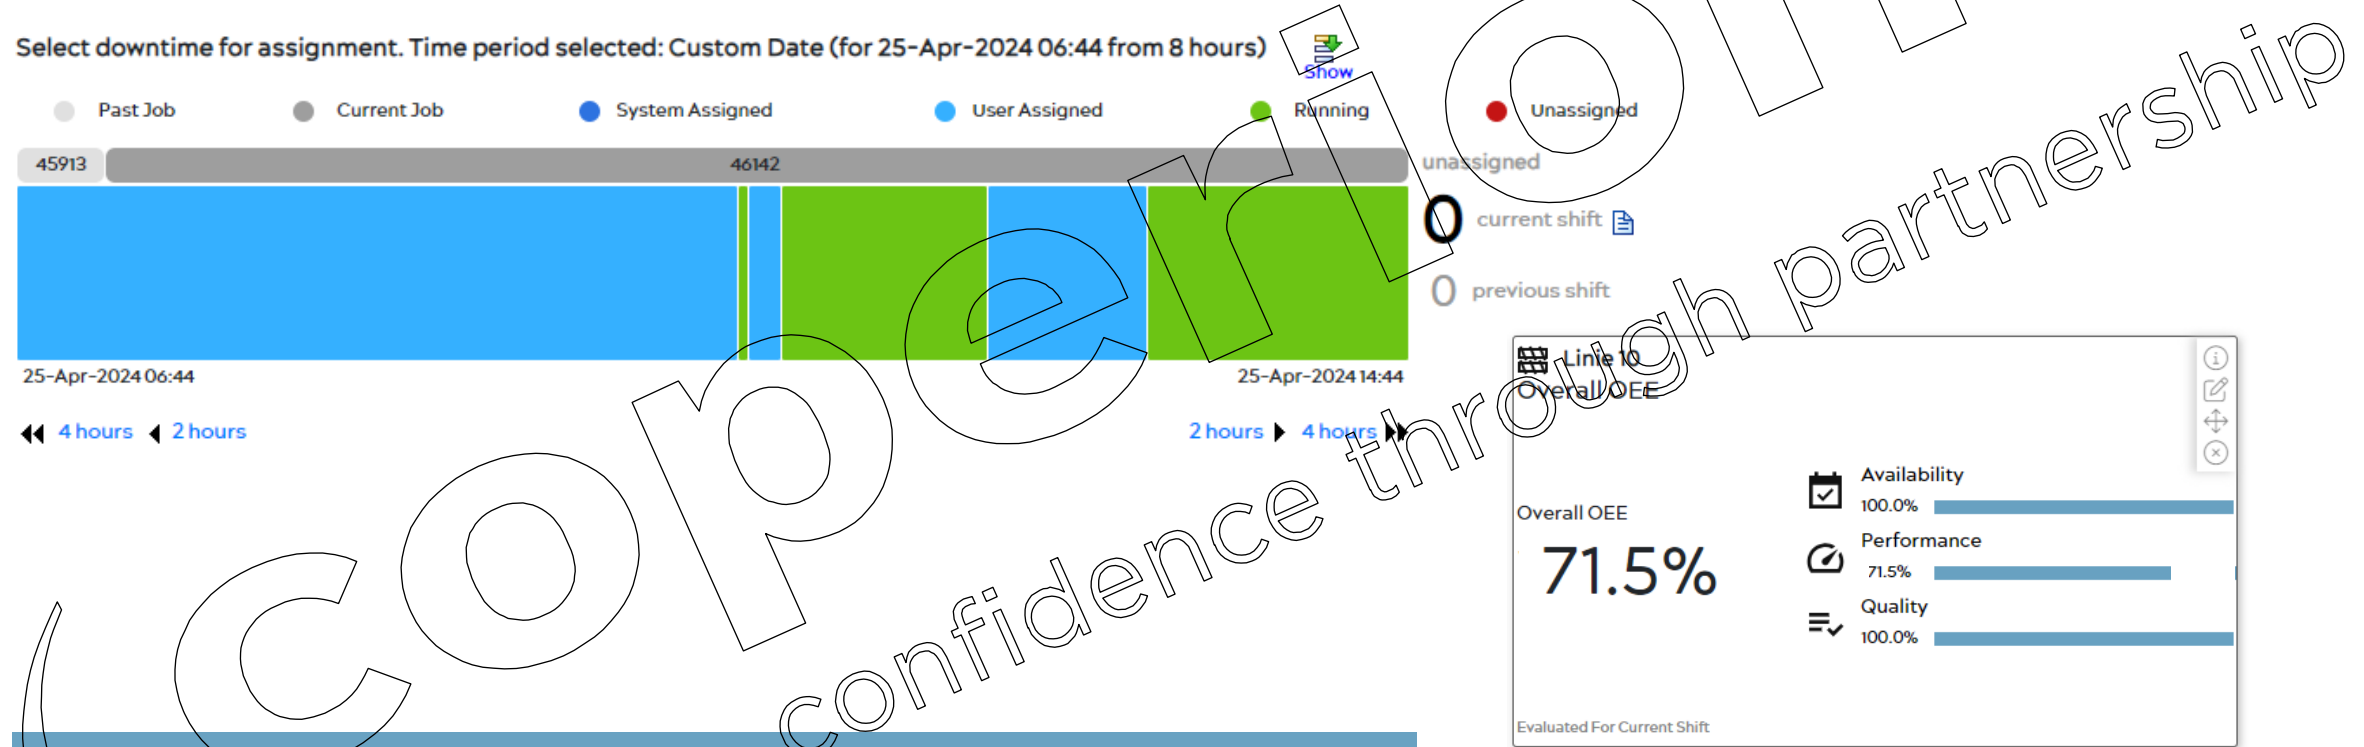 Select downtime for assignment. Time period selected: Custom Date (for 25-Apr-2024 06:44 from 8 hours)
Show
Past Job
Current Job
System Assigned
User Assigned
Running
Unassigned
45913
46142
unassigned
0 current shift
0 previous shift
25-Apr-2024 06:44
25-Apr-2024 14:44
4 hours
2 hours
2 hours
4 hours
Linie 10
Overall OEE
Overall OEE
71.5%
Availability
100.0%
Performance
71.5%
Quality
100.0%
Evaluated For Current Shift
confidence through partnership